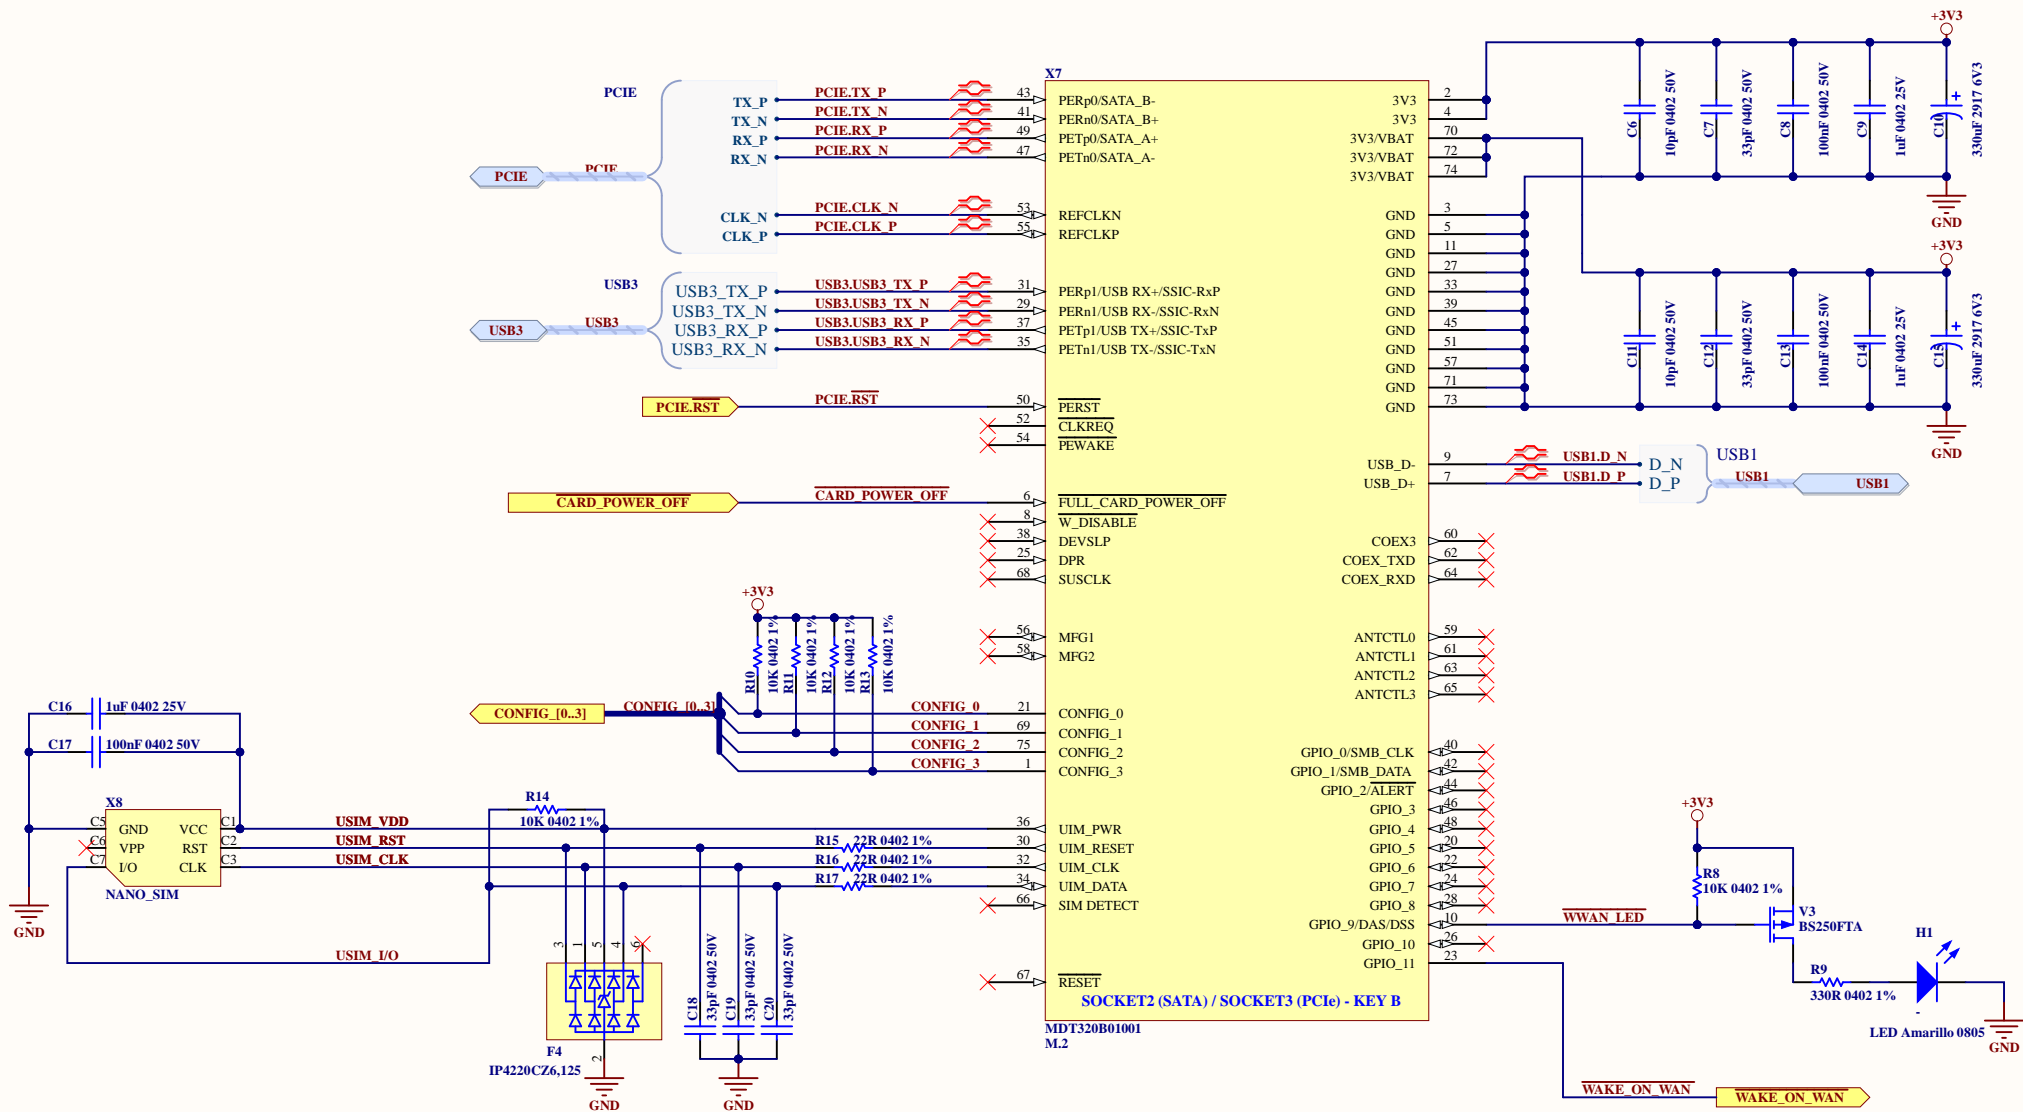 PCIE
TX_P
TX_N
RX_P
RX_N
CLK_N
CLK_P
PCIE
PCIE
PCIE.TX_P
PCIE.TX_N
PCIE.RX_P
PCIE.RX_N
PCIE.CLK_N
PCIE.CLK_P
43
41
49
47
53
55
USB3
USB3_TX_P
USB3_TX_N
USB3_RX_P
USB3_RX_N
USB3
USB3
USB3.USB3_TX_P
USB3.USB3_TX_N
USB3.USB3_RX_P
USB3.USB3_RX_N
31
29
37
35
PCIE.RST
PCIE.RST
50
52
54
CARD_POWER_OFF
CARD_POWER_OFF
6
8
38
25
68
56
58
+3V3
R10
10K 0402 1%
R11
10K 0402 1%
R12
10K 0402 1%
R13
10K 0402 1%
CONFIG_[0..3]
CONFIG_[0..3]
CONFIG_0
CONFIG_1
CONFIG_2
CONFIG_3
21
69
75
1
C16
1uF 0402 25V
C17
100nF 0402 50V
X8
C5
C6
C7
GND
VPP
I/O
VCC
RST
CLK
C1
C2
C3
NANO_SIM
GND
USIM_VDD
USIM_RST
USIM_CLK
USIM_I/O
R14
10K 0402 1%
R15
22R 0402 1%
R16
22R 0402 1%
R17
22R 0402 1%
36
30
32
34
66
67
3
1
5
4
6
2
F4
IP4220CZ6,125
GND
C18
33pF 0402 50V
C19
33pF 0402 50V
C20
33pF 0402 50V
GND
X7
PERp0/SATA_B-
PERn0/SATA_B+
PETp0/SATA_A+
PETn0/SATA_A-
REFCLKN
REFCLKP
PERp1/USB RX+/SSIC-RxP
PERn1/USB RX-/SSIC-RxN
PETp1/USB TX+/SSIC-TxP
PETn1/USB TX-/SSIC-TxN
PERST
CLKREQ
PEWAKE
FULL_CARD_POWER_OFF
W_DISABLE
DEVSLP
DPR
SUSCLK
MFG1
MFG2
CONFIG_0
CONFIG_1
CONFIG_2
CONFIG_3
UIM_PWR
UIM_RESET
UIM_CLK
UIM_DATA
SIM DETECT
RESET
3V3
3V3
3V3/VBAT
3V3/VBAT
3V3/VBAT
GND
GND
GND
GND
GND
GND
GND
GND
GND
GND
GND
USB_D-
USB_D+
COEX3
COEX_TXD
COEX_RXD
ANTCTL0
ANTCTL1
ANTCTL2
ANTCTL3
GPIO_0/SMB_CLK
GPIO_1/SMB_DATA
GPIO_2/ALERT
GPIO_3
GPIO_4
GPIO_5
GPIO_6
GPIO_7
GPIO_8
GPIO_9/DAS/DSS
GPIO_10
GPIO_11
SOCKET2 (SATA) / SOCKET3 (PCIe) - KEY B
MDT320B01001
M.2
2
4
70
72
74
3
5
11
27
33
39
45
51
57
71
73
9
7
60
62
64
59
61
63
65
40
42
44
46
48
20
22
24
28
10
26
23
+3V3
C6
10pF 0402 50V
C7
33pF 0402 50V
C8
100nF 0402 50V
C9
1uF 0402 25V
C10
+
330uF 2917 6V3
GND
+3V3
C11
10pF 0402 50V
C12
33pF 0402 50V
C13
100nF 0402 50V
C14
1uF 0402 25V
C15
+
330uF 2917 6V3
GND
USB1.D_N
USB1.D_P
D_N
D_P
USB1
USB1
USB1
+3V3
R8
10K 0402 1%
WWAN_LED
V3
BS250FTA
R9
330R 0402 1%
H1
LED Amarillo 0805
GND
WAKE_ON_WAN
WAKE_ON_WAN